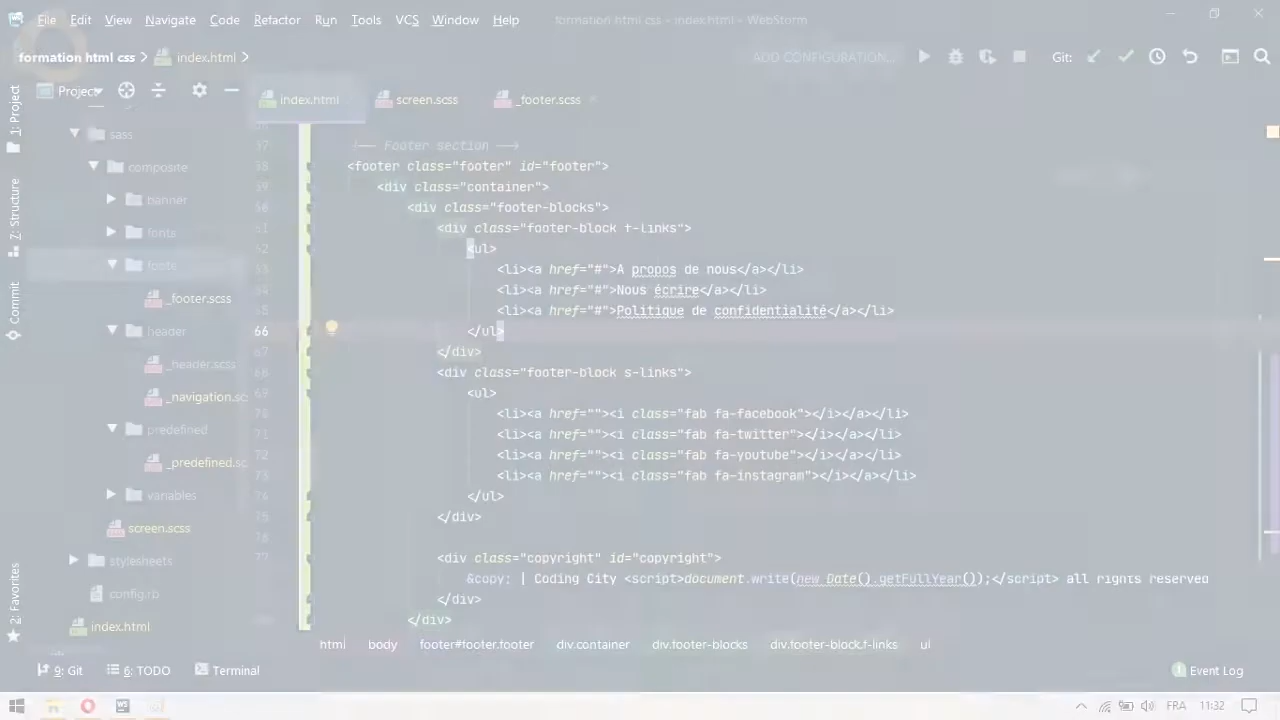 File Edit View Navigate Code Refactor Run Tools VCS Window Help formation html css - index.html - WebStorm
formation html css index.html ADD CONFIGURATION... Git:
Project index.html screen.scss _footer.scss
1: Project
sass
composite
banner
fonts
_footer.scss
header
_header.scss
_navigation.sc
predefined
_predefined.sc
variables
screen.scss
stylesheets
config.rb
index.html
7: Structure
Commit
2: Favorites
<!-- Footer section -->
<footer class="footer" id="footer">
<div class="container">
<div class="footer-blocks">
<div class="footer-block f-links">
<ul>
<li><a href="#">A propos de nous</a></li>
<li><a href="#">Nous écrire</a></li>
<li><a href="#">Politique de confidentialité</a></li>
66 </ul>
</div>
<div class="footer-block s-links">
<ul>
<li><a href=""><i class="fab fa-facebook"></i></a></li>
<li><a href=""><i class="fab fa-twitter"></i></a></li>
<li><a href=""><i class="fab fa-youtube"></i></a></li>
<li><a href=""><i class="fab fa-instagram"></i></a></li>
</ul>
</div>
<div class="copyright" id="copyright">
&copy; | Coding City <script>document.write(new Date().getFullYear());</script> all rights reserved
</div>
</div>
html body footer#footer.footer div.container div.footer-blocks div.footer-block.f-links ul
9: Git 6: TODO Terminal Event Log
FRA 11:32